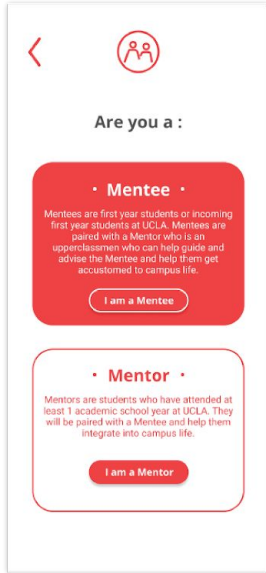 Are you a :
· Mentee ·
Mentees are first year students or incoming
first year students at UCLA. Mentees are
paired with a Mentor who is an
upperclassmen who can help guide and
advise the Mentee and help them get
accustomed to campus life.
I am a Mentee
· Mentor ·
Mentors are students who have attended at
least 1 academic school year at UCLA. They
will be paired with a Mentee and help them
integrate into campus life.
I am a Mentor